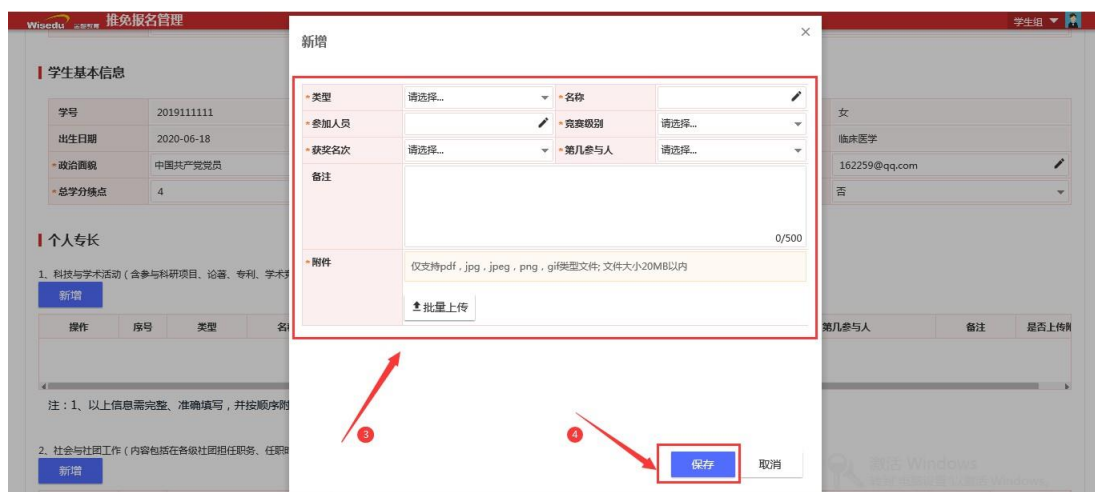 Wisedu 推免报名管理 学生组
新增 ×
学生基本信息
*类型 请选择... *名称
学号 2019111111 女
*参加人员 *竞赛级别 请选择...
出生日期 2020-06-18 临床医学
*获奖名次 请选择... *第几参与人 请选择...
*政治面貌 中国共产党党员 162259@qq.com
备注
*总学分绩点 4 否
0/500
个人专长
*附件 仅支持pdf，jpg，jpeg，png，gif类型文件; 文件大小20MB以内
1、科技与学术活动（含参与科研项目、论著、专利、学术
新增
批量上传
操作 序号 类型 第几参与人 备注 是否上传
注：1、以上信息需完整、准确填写，并按顺序附
3 4
2、社会与社团工作（内容包括在各级社团担任职务、任职
新增
保存 取消
激活 Windows